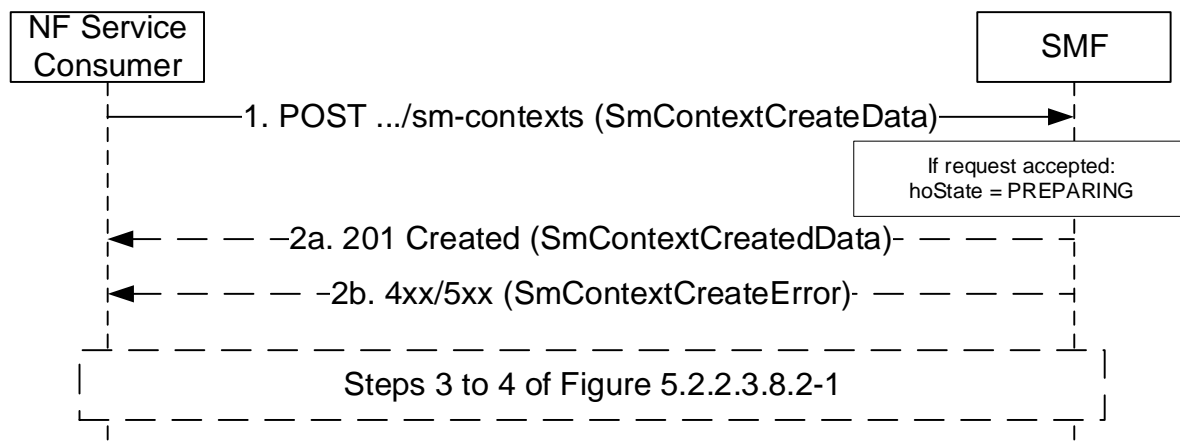 NF Service
Consumer
SMF
1. POST .../sm-contexts (SmContextCreateData)
If request accepted:
hoState = PREPARING
2a. 201 Created (SmContextCreatedData)
2b. 4xx/5xx (SmContextCreateError)
Steps 3 to 4 of Figure 5.2.2.3.8.2-1